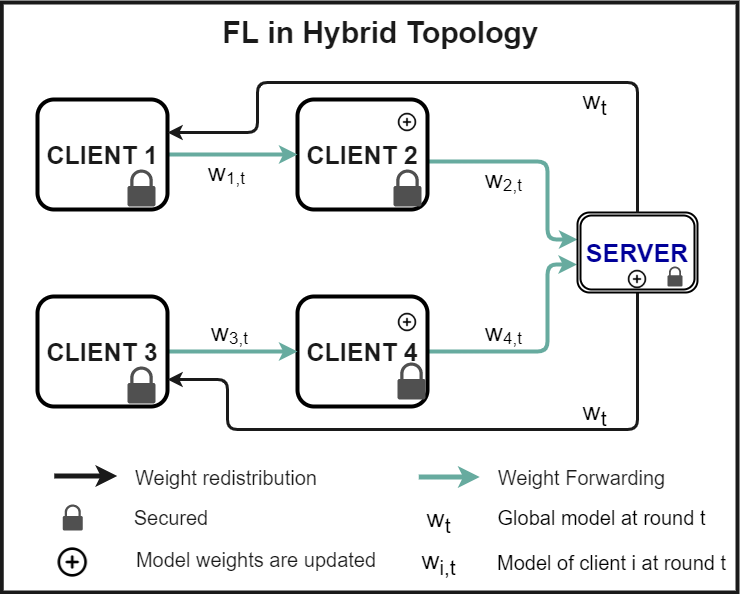 FL in Hybrid Topology
wt
CLIENT 1
w1,t
CLIENT 2
w2,t
SERVER
CLIENT 3
w3,t
CLIENT 4
w4,t
wt
Weight redistribution
Weight Forwarding
Secured
wt Global model at round t
Model weights are updated
wi,t Model of client i at round t